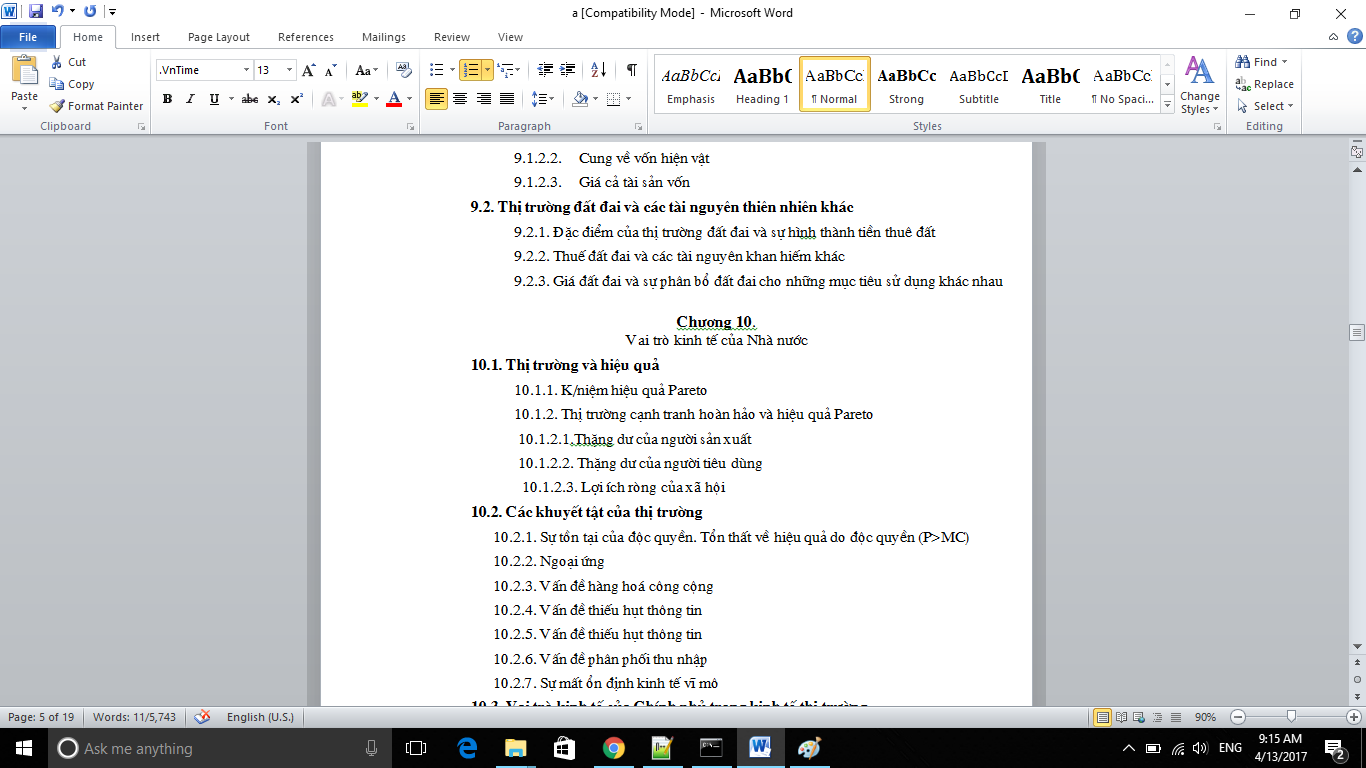 a [Compatibility Mode] - Microsoft Word
File Home Insert Page Layout References Mailings Review View
Paste
Cut
Copy
Format Painter
Clipboard
.VnTime 13
Font
Paragraph
AaBbCcI AaBbC AaBbCc AaBbCc AaBbCcI AaBbC AaBbCc
Emphasis Heading 1 ¶ Normal Strong Subtitle Title ¶ No Spaci...
Change Styles
Styles
Find
Replace
Select
Editing
9.1.2.2. Cung về vốn hiện vật
9.1.2.3. Giá cả tài sản vốn
9.2. Thị trường đất đai và các tài nguyên thiên nhiên khác
9.2.1. Đặc điểm của thị trường đất đai và sự hình thành tiền thuê đất
9.2.2. Thuế đất đai và các tài nguyên khan hiếm khác
9.2.3. Giá đất đai và sự phân bổ đất đai cho những mục tiêu sử dụng khác nhau
Chương 10.
Vai trò kinh tế của Nhà nước
10.1. Thị trường và hiệu quả
10.1.1. K/niệm hiệu quả Pareto
10.1.2. Thị trường cạnh tranh hoàn hảo và hiệu quả Pareto
10.1.2.1.Thặng dư của người sản xuất
10.1.2.2. Thặng dư của người tiêu dùng
10.1.2.3. Lợi ích ròng của xã hội
10.2. Các khuyết tật của thị trường
10.2.1. Sự tồn tại của độc quyền. Tổn thất về hiệu quả do độc quyền (P>MC)
10.2.2. Ngoại ứng
10.2.3. Vấn đề hàng hoá công cộng
10.2.4. Vấn đề thiếu hụt thông tin
10.2.5. Vấn đề thiếu hụt thông tin
10.2.6. Vấn đề phân phối thu nhập
10.2.7. Sự mất ổn định kinh tế vĩ mô
10.3. Vai trò kinh tế của Chính phủ trong kinh tế thị trường
Page: 5 of 19 Words: 11/5,743 English (U.S.) 90%
Ask me anything
ENG
9:15 AM
4/13/2017
2